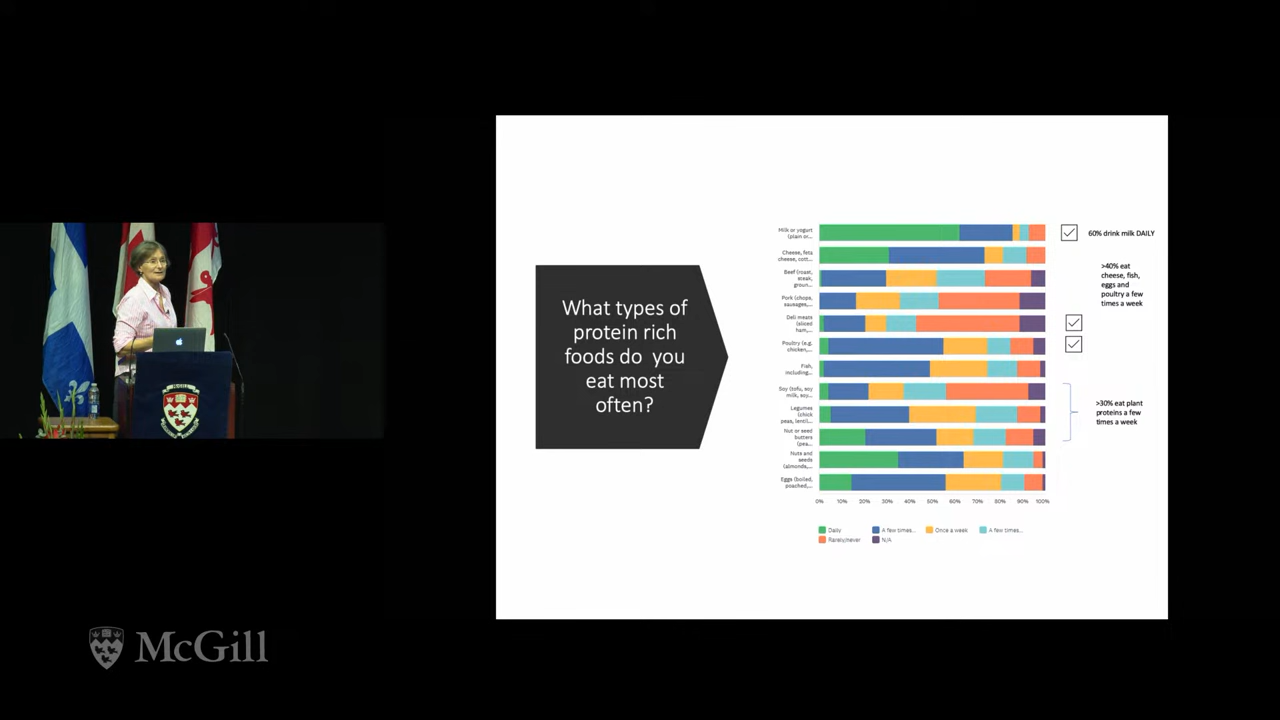 What types of
protein rich
foods do you
eat most
often?
Milk or yogurt
(plain or...
Cheese, feta
cheese, cott...
Beef (roast,
steak,
groun...
Pork (chops,
sausages,...
Deli meats
(sliced
ham,...
Poultry (e.g.
chicken,...
Fish,
including...
Soy (tofu, soy
milk, soy...
Legumes
(chick
peas, lentil...
Nut or seed
butters
(pea...
Nuts and
seeds
(almonds,...
Eggs (boiled,
poached,...
0% 10% 20% 30% 40% 50% 60% 70% 80% 90% 100%
Daily A few times... Once a week A few times...
Rarely/never N/A
60% drink milk DAILY
>40% eat
cheese, fish,
eggs and
poultry a few
times a week
>30% eat plant
proteins a few
times a week
McGILL
McGill